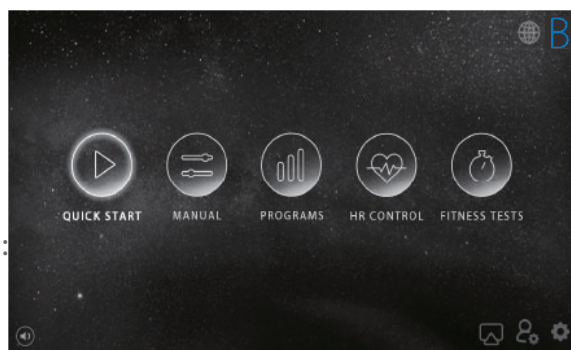 B
QUICK START
MANUAL
PROGRAMS
HR CONTROL
FITNESS TESTS
: